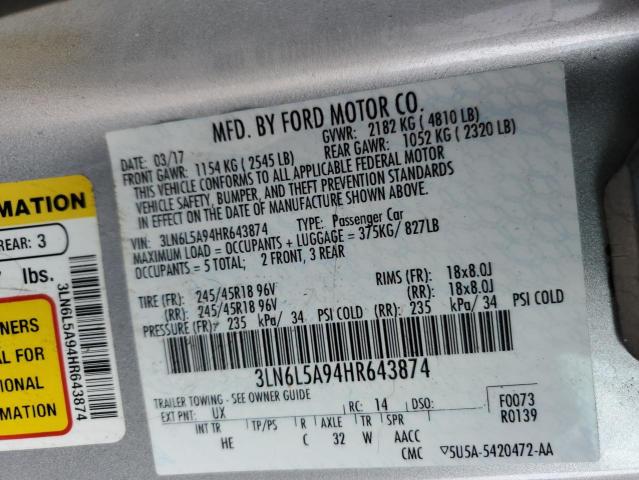 MFD. BY FORD MOTOR CO.
DATE: 03/17 GVWR: 2182 KG ( 4810 LB)
FRONT GAWR: 1154 KG ( 2545 LB) REAR GAWR: 1052 KG ( 2320 LB)
THIS VEHICLE CONFORMS TO ALL APPLICABLE FEDERAL MOTOR
VEHICLE SAFETY, BUMPER, AND THEFT PREVENTION STANDARDS
IN EFFECT ON THE DATE OF MANUFACTURE SHOWN ABOVE.
VIN: 3LN6L5A94HR643874 TYPE: Passenger Car
MAXIMUM LOAD = OCCUPANTS + LUGGAGE = 375KG/ 827LB
OCCUPANTS = 5 TOTAL; 2 FRONT, 3 REAR
TIRE (FR): 245/45R18 96V RIMS (FR): 18x8.0J
(RR): 245/45R18 96V (RR): 18x8.0J
PRESSURE (FR): 235 kPa/ 34 PSI COLD (RR): 235 kPa/ 34 PSI COLD
3LN6L5A94HR643874
TRAILER TOWING - SEE OWNER GUIDE
EXT PNT: UX RC: 14 DSO: F0073
R0139
INT TR TP/PS R AXLE TR SPR
HE C 32 W AACC
CMC ▽5U5A-5420472-AA
RMATION
REAR: 3
lbs.
3LN6L5A94HR643874
NERS
AL FOR
IONAL
RMATION